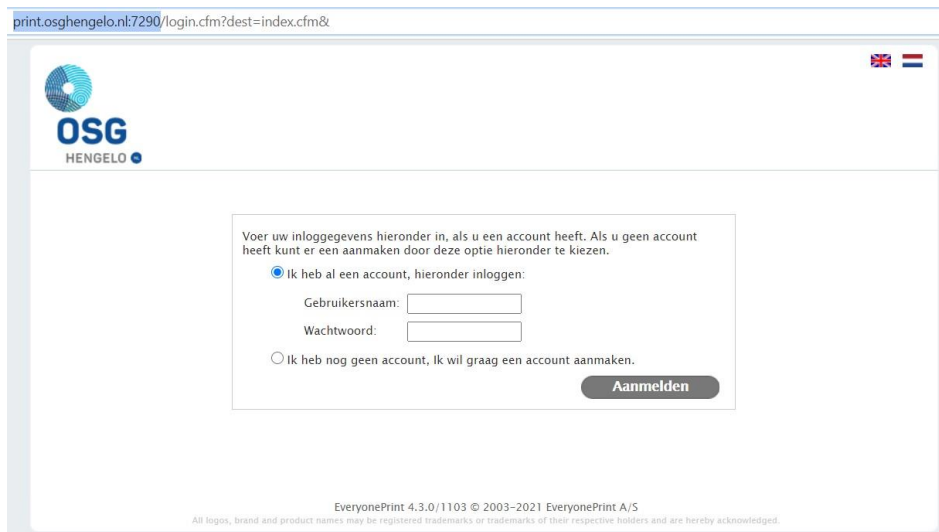 print.osghengelo.nl:7290/login.cfm?dest=index.cfm&
OSG
HENGELO
Voer uw inloggegevens hieronder in, als u een account heeft. Als u geen account
heeft kunt er een aanmaken door deze optie hieronder te kiezen.
Ik heb al een account, hieronder inloggen:
Gebruikersnaam:
Wachtwoord:
Ik heb nog geen account, Ik wil graag een account aanmaken.
Aanmelden
EveryonePrint 4.3.0/1103 © 2003-2021 EveryonePrint A/S
All logos, brand and product names may be registered trademarks or trademarks of their respective holders and are hereby acknowledged.